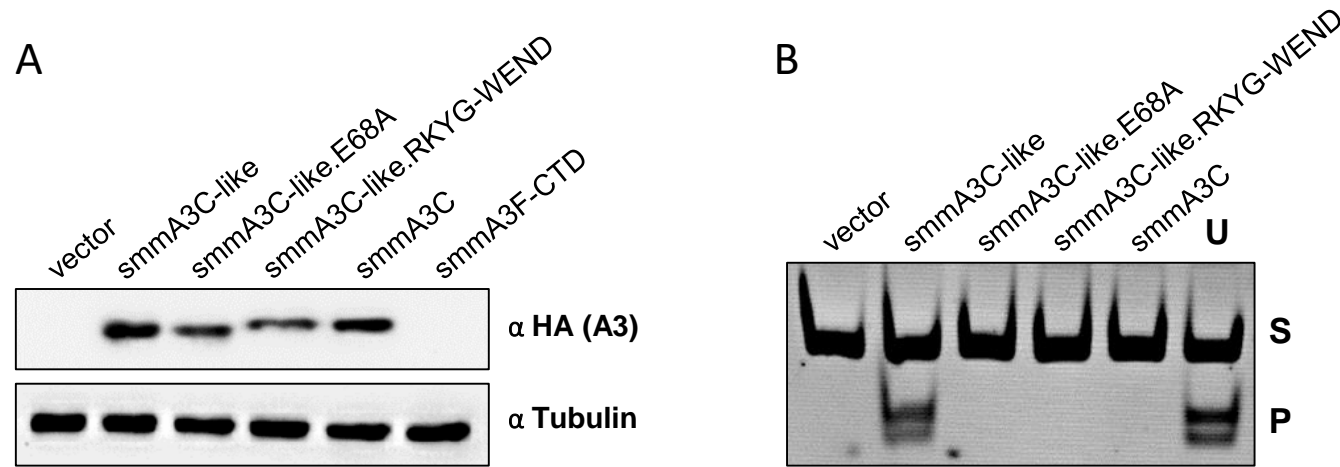 A
vector
smmA3C-like
smmA3C-like.E68A
smmA3C-like.RKYG-WEND
smmA3C
smmA3F-CTD
α HA (A3)
α Tubulin
B
vector
smmA3C-like
smmA3C-like.E68A
smmA3C-like.RKYG-WEND
smmA3C
U
S
P